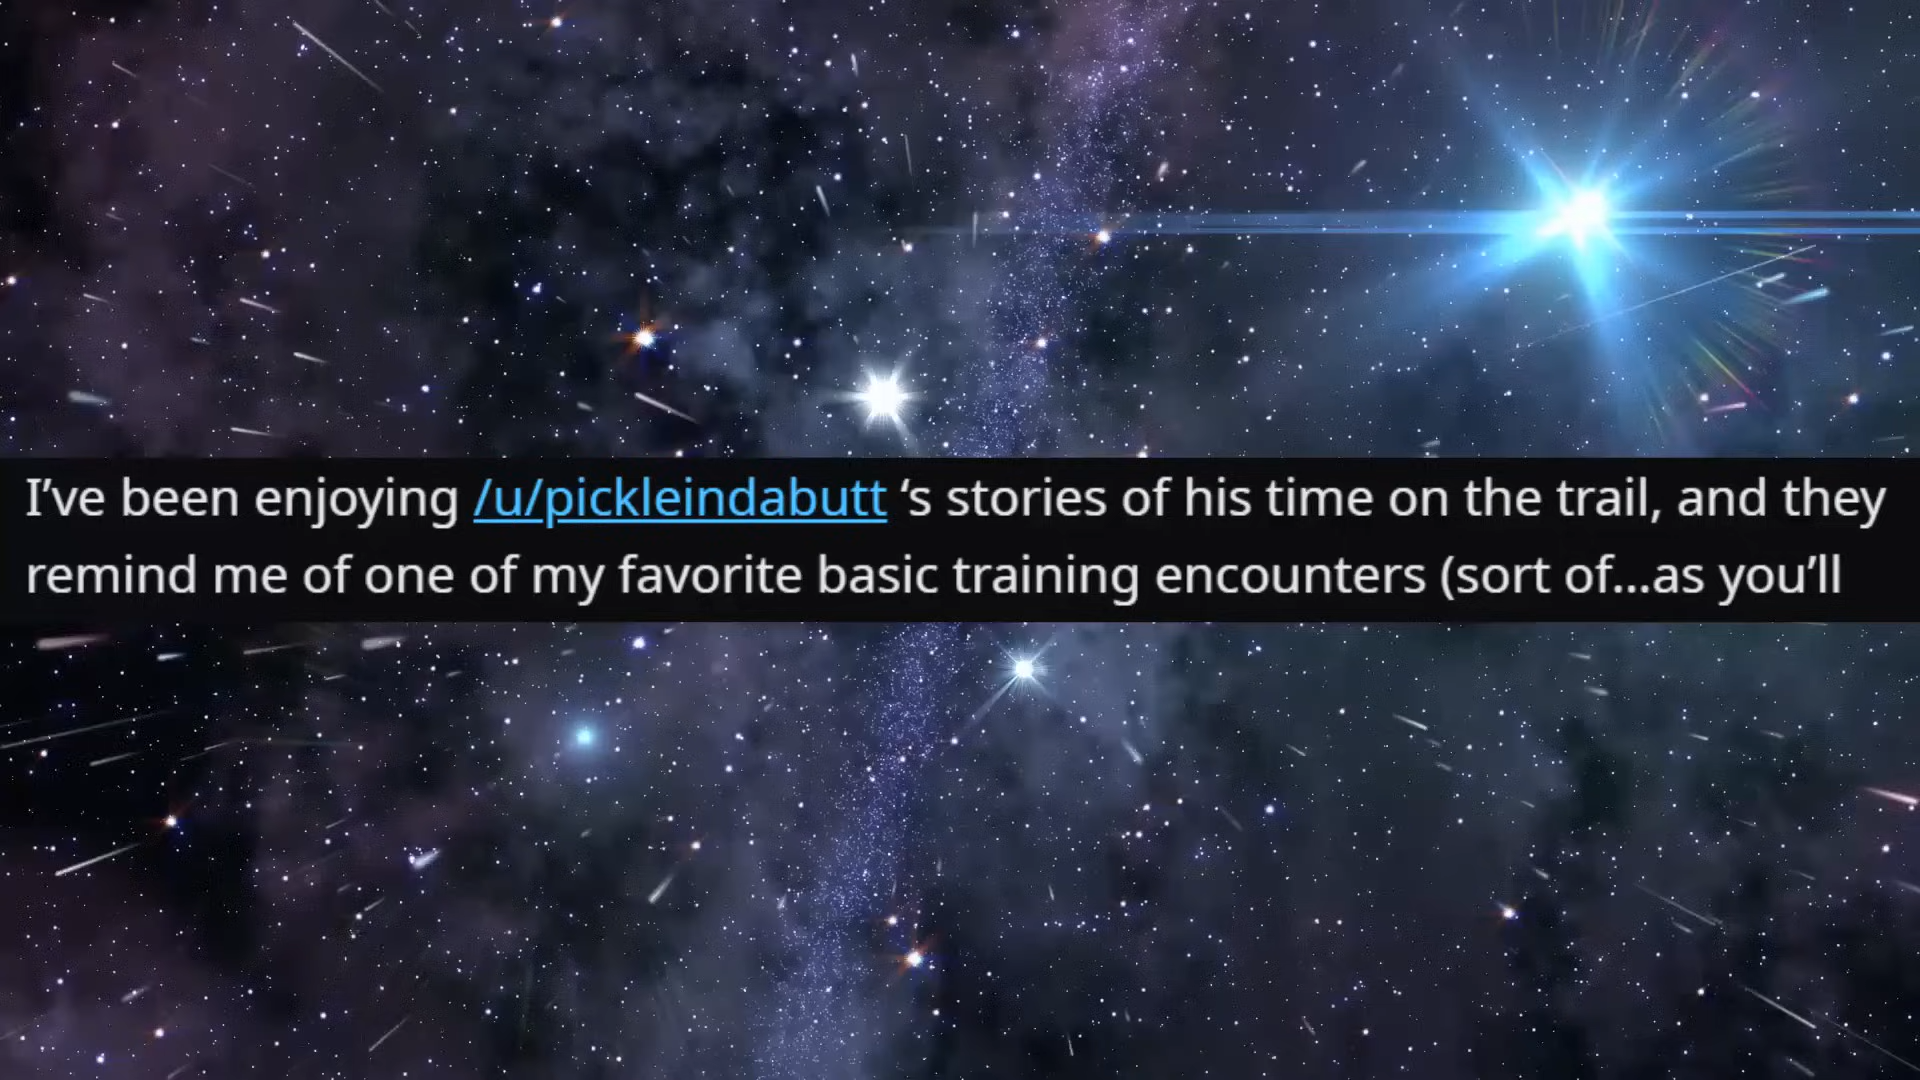 I’ve been enjoying /u/pickleindabutt ‘s stories of his time on the trail, and they
remind me of one of my favorite basic training encounters (sort of...as you’ll